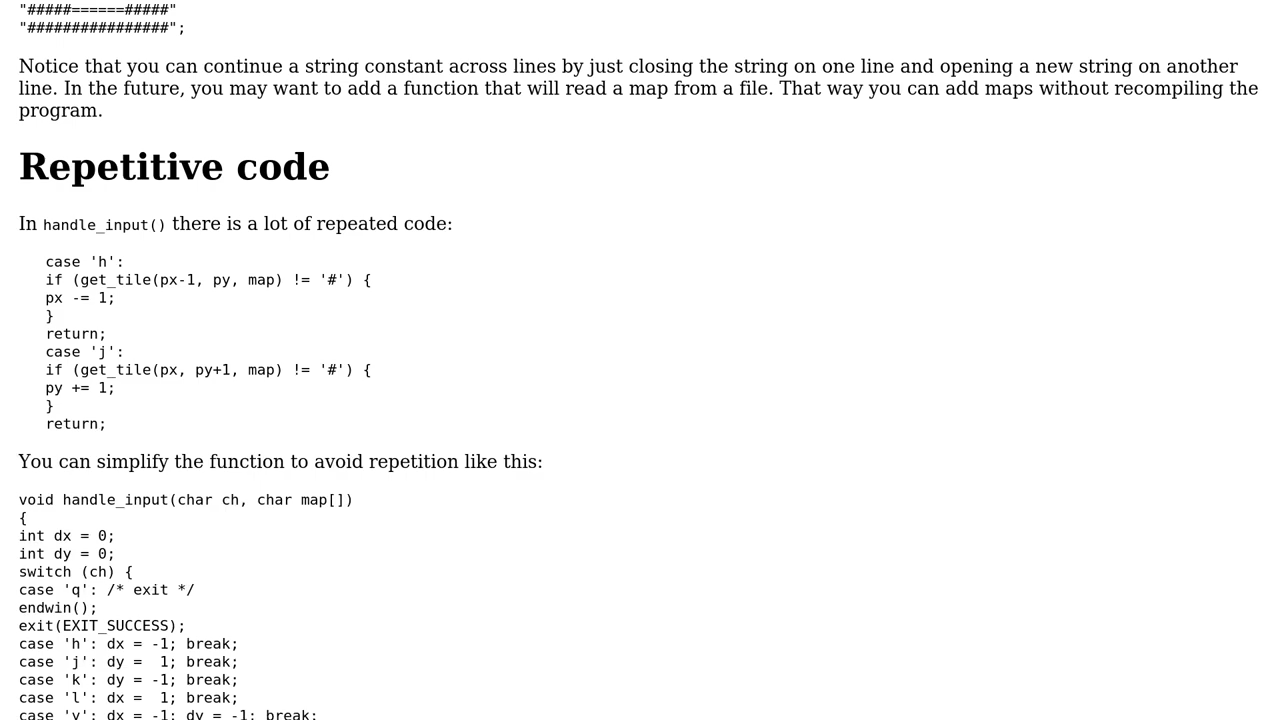 "#####======#####"
"################";
Notice that you can continue a string constant across lines by just closing the string on one line and opening a new string on another
line. In the future, you may want to add a function that will read a map from a file. That way you can add maps without recompiling the
program.
Repetitive code
In handle_input() there is a lot of repeated code:
case 'h':
if (get_tile(px-1, py, map) != '#') {
px -= 1;
}
return;
case 'j':
if (get_tile(px, py+1, map) != '#') {
py += 1;
}
return;
You can simplify the function to avoid repetition like this:
void handle_input(char ch, char map[])
{
int dx = 0;
int dy = 0;
switch (ch) {
case 'q': /* exit */
endwin();
exit(EXIT_SUCCESS);
case 'h': dx = -1; break;
case 'j': dy =  1; break;
case 'k': dy = -1; break;
case 'l': dx =  1; break;
case 'y': dx = -1; dy = -1; break;